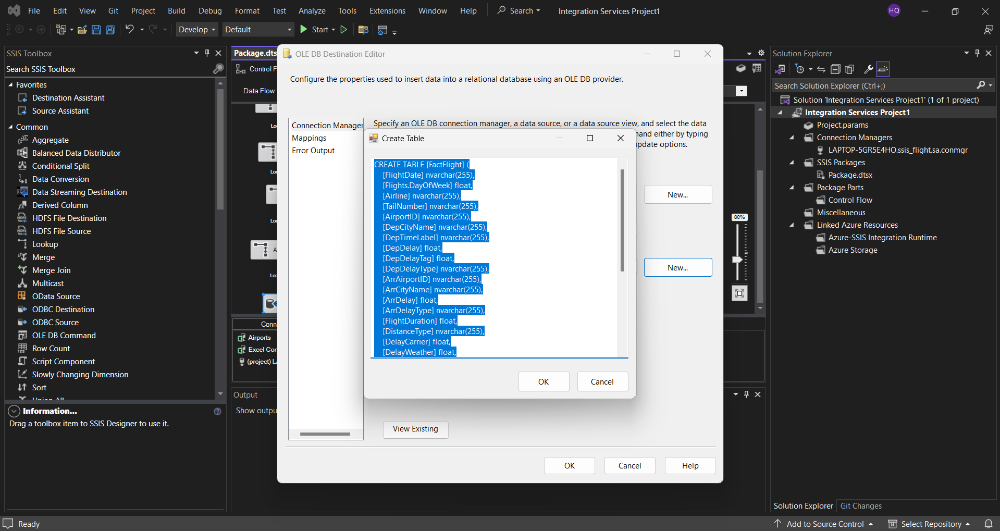 File Edit View Git Project Build Debug Format Test Analyze Tools Extensions Window Help Search Integration Services Project1 HQ
Develop Default Start
SSIS Toolbox
Search SSIS Toolbox
Favorites
Destination Assistant
Source Assistant
Common
Aggregate
Balanced Data Distributor
Conditional Split
Data Conversion
Data Streaming Destination
Derived Column
HDFS File Destination
HDFS File Source
Lookup
Merge
Merge Join
Multicast
OData Source
ODBC Destination
ODBC Source
OLE DB Command
Row Count
Script Component
Slowly Changing Dimension
Sort
Union All
Information...
Drag a toolbox item to SSIS Designer to use it.
Package.dts
Control F
Data Flow
Loo
Loo
Loo
A
Loo
Conn
Airports
Excel Con
(project) LA
Output
Show outpu
80%
OLE DB Destination Editor
Configure the properties used to insert data into a relational database using an OLE DB provider.
Connection Manager
Mappings
Error Output
Specify an OLE DB connection manager, a data source, or a data source view, and select the data
mand either by typing
update options.
New...
New...
View Existing
OK Cancel Help
Create Table
CREATE TABLE [FactFlight] (
[FlightDate] nvarchar(255),
[Flights.DayOfWeek] float,
[Airline] nvarchar(255),
[TailNumber] nvarchar(255),
[AirportID] nvarchar(255),
[DepCityName] nvarchar(255),
[DepTimeLabel] nvarchar(255),
[DepDelay] float,
[DepDelayTag] float,
[DepDelayType] nvarchar(255),
[ArrAirportID] nvarchar(255),
[ArrCityName] nvarchar(255),
[ArrDelay] float,
[ArrDelayType] nvarchar(255),
[FlightDuration] float,
[DistanceType] nvarchar(255),
[DelayCarrier] float,
[DelayWeather] float,
OK Cancel
Solution Explorer
Search Solution Explorer (Ctrl+;)
Solution 'Integration Services Project1' (1 of 1 project)
Integration Services Project1
Project.params
Connection Managers
LAPTOP-5GR5E4HO.ssis_flight.sa.conmgr
SSIS Packages
Package.dtsx
Package Parts
Control Flow
Miscellaneous
Linked Azure Resources
Azure-SSIS Integration Runtime
Azure Storage
Solution Explorer Git Changes
Ready
Add to Source Control Select Repository